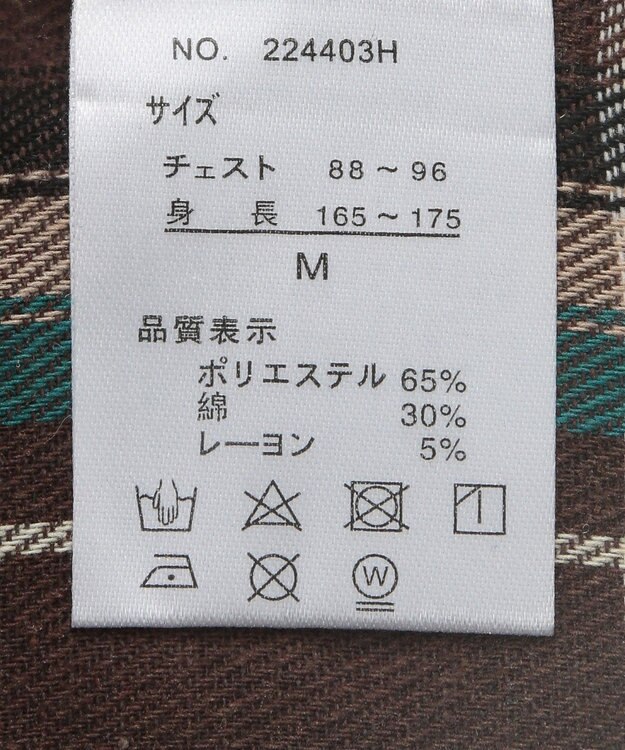 NO. 224403H
サイズ
チェスト 88～96
身長 165～175
M
品質表示
ポリエステル 65%
綿 30%
レーヨン 5%
W